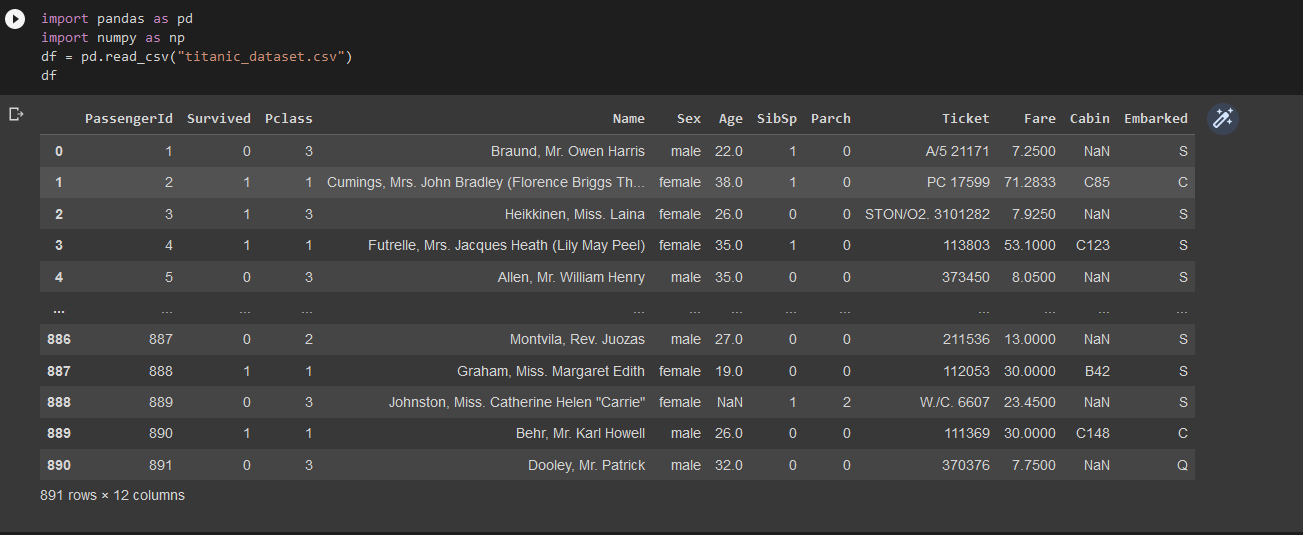 import pandas as pd
import numpy as np
df = pd.read_csv("titanic_dataset.csv")
df
PassengerId Survived Pclass Name Sex Age SibSp Parch Ticket Fare Cabin Embarked
0 1 0 3 Braund, Mr. Owen Harris male 22.0 1 0 A/5 21171 7.2500 NaN S
1 2 1 1 Cumings, Mrs. John Bradley (Florence Briggs Th... female 38.0 1 0 PC 17599 71.2833 C85 C
2 3 1 3 Heikkinen, Miss. Laina female 26.0 0 0 STON/O2. 3101282 7.9250 NaN S
3 4 1 1 Futrelle, Mrs. Jacques Heath (Lily May Peel) female 35.0 1 0 113803 53.1000 C123 S
4 5 0 3 Allen, Mr. William Henry male 35.0 0 0 373450 8.0500 NaN S
... ... ... ... ... ... ... ... ... ... ... ... ...
886 887 0 2 Montvila, Rev. Juozas male 27.0 0 0 211536 13.0000 NaN S
887 888 1 1 Graham, Miss. Margaret Edith female 19.0 0 0 112053 30.0000 B42 S
888 889 0 3 Johnston, Miss. Catherine Helen "Carrie" female NaN 1 2 W./C. 6607 23.4500 NaN S
889 890 1 1 Behr, Mr. Karl Howell male 26.0 0 0 111369 30.0000 C148 C
890 891 0 3 Dooley, Mr. Patrick male 32.0 0 0 370376 7.7500 NaN Q
891 rows × 12 columns